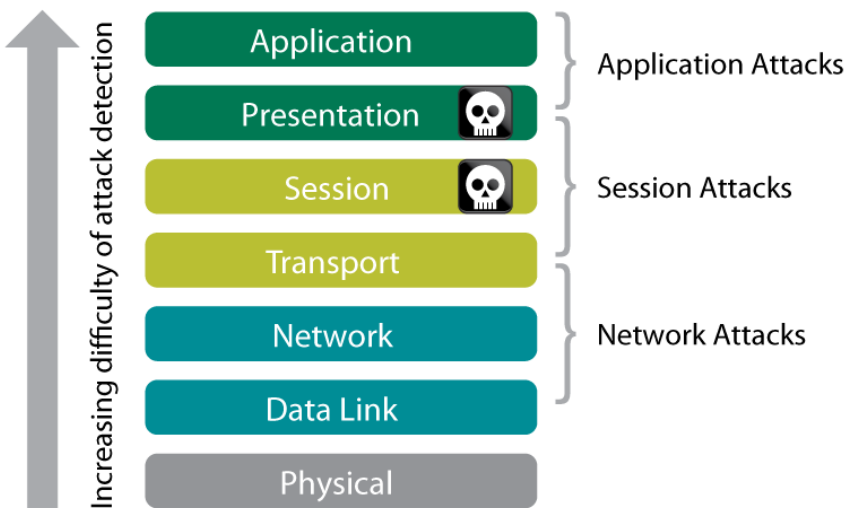 Increasing difficulty of attack detection
Application
Presentation
Session
Transport
Network
Data Link
Physical
Application Attacks
Session Attacks
Network Attacks